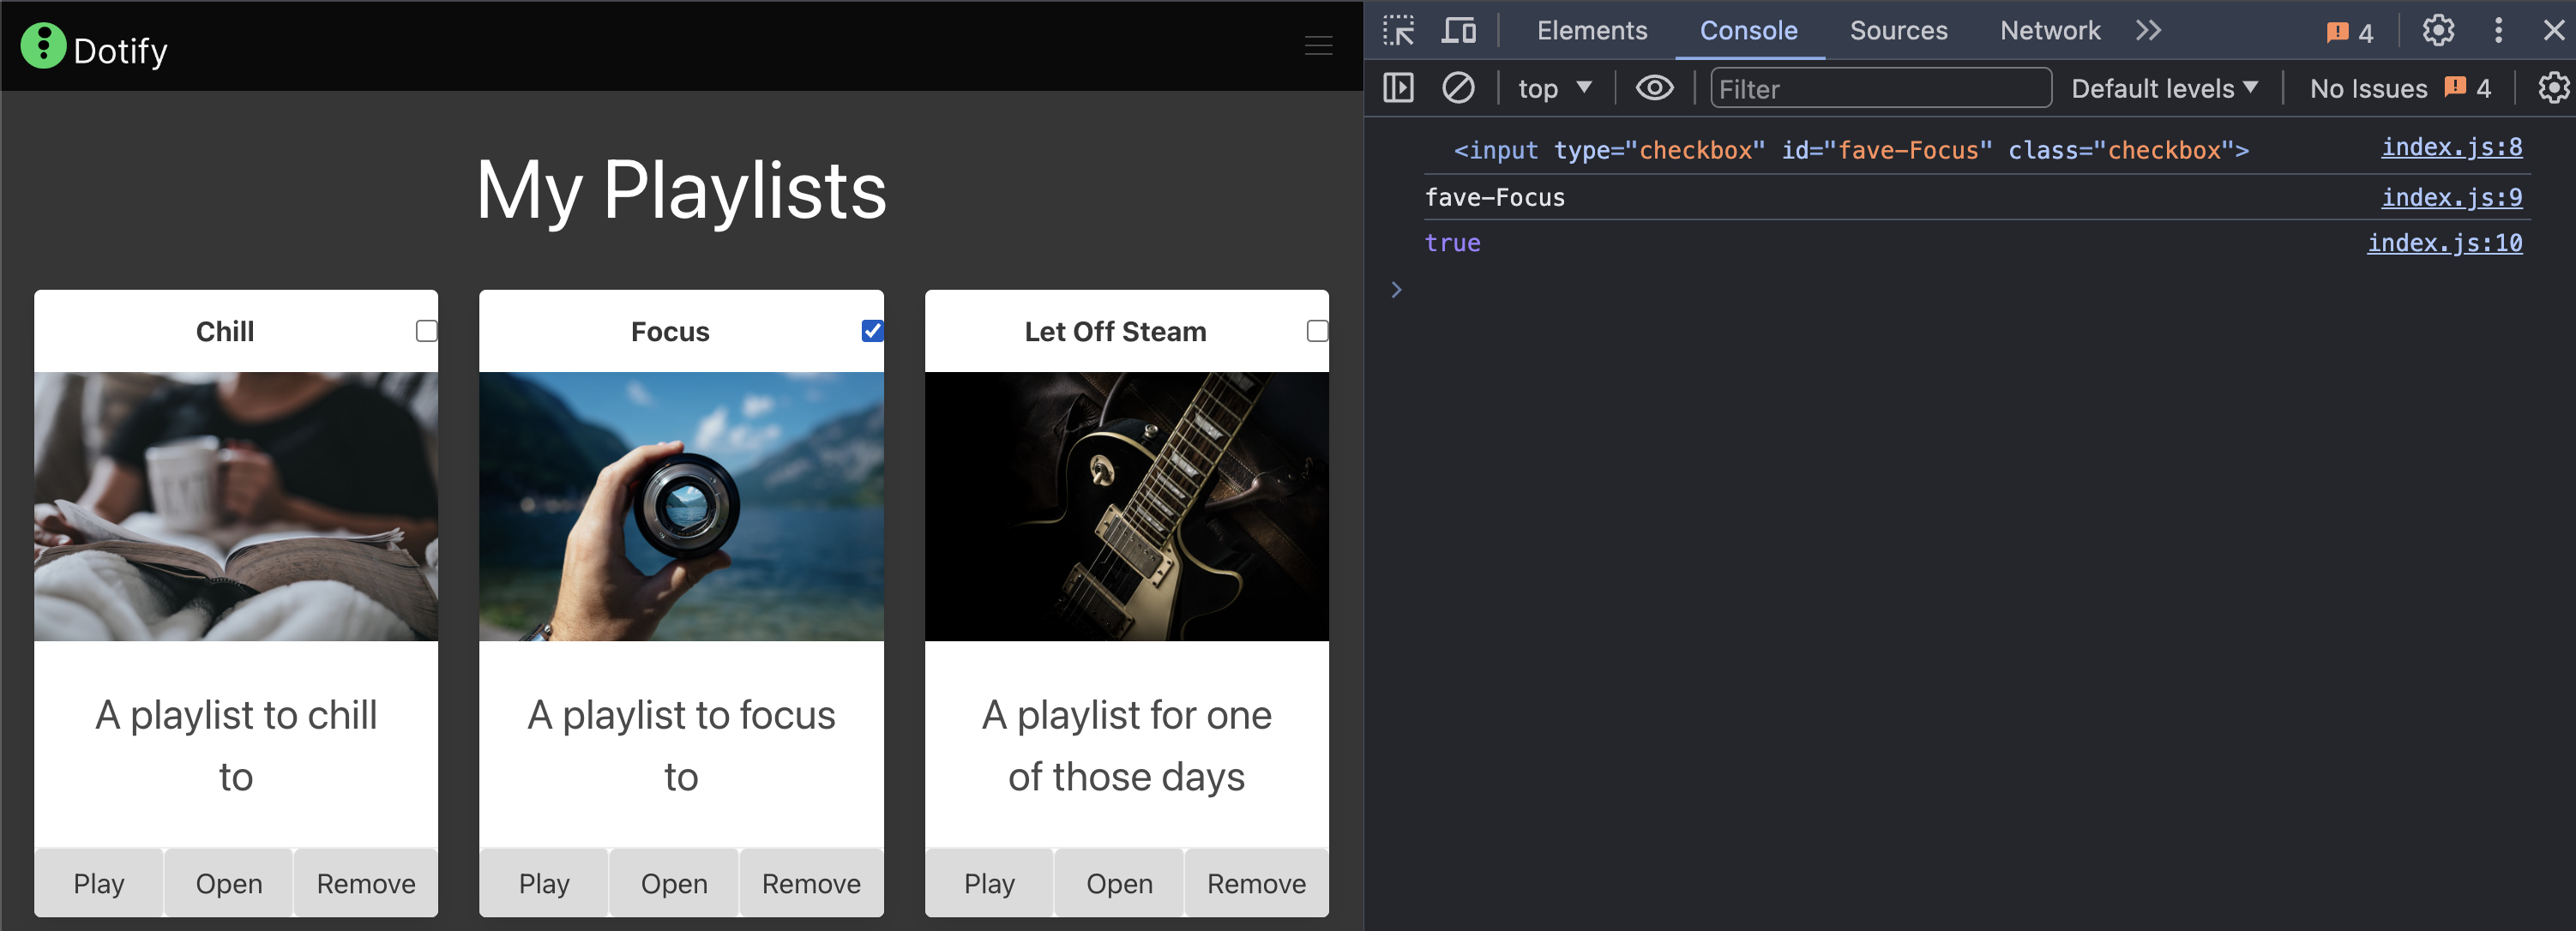 Dotify
My Playlists
Chill
A playlist to chill
to
Play Open Remove
Focus
A playlist to focus
to
Play Open Remove
Let Off Steam
A playlist for one
of those days
Play Open Remove
Elements Console Sources Network 4
top Filter Default levels No Issues 4
<input type="checkbox" id="fave-Focus" class="checkbox"> index.js:8
fave-Focus index.js:9
true index.js:10